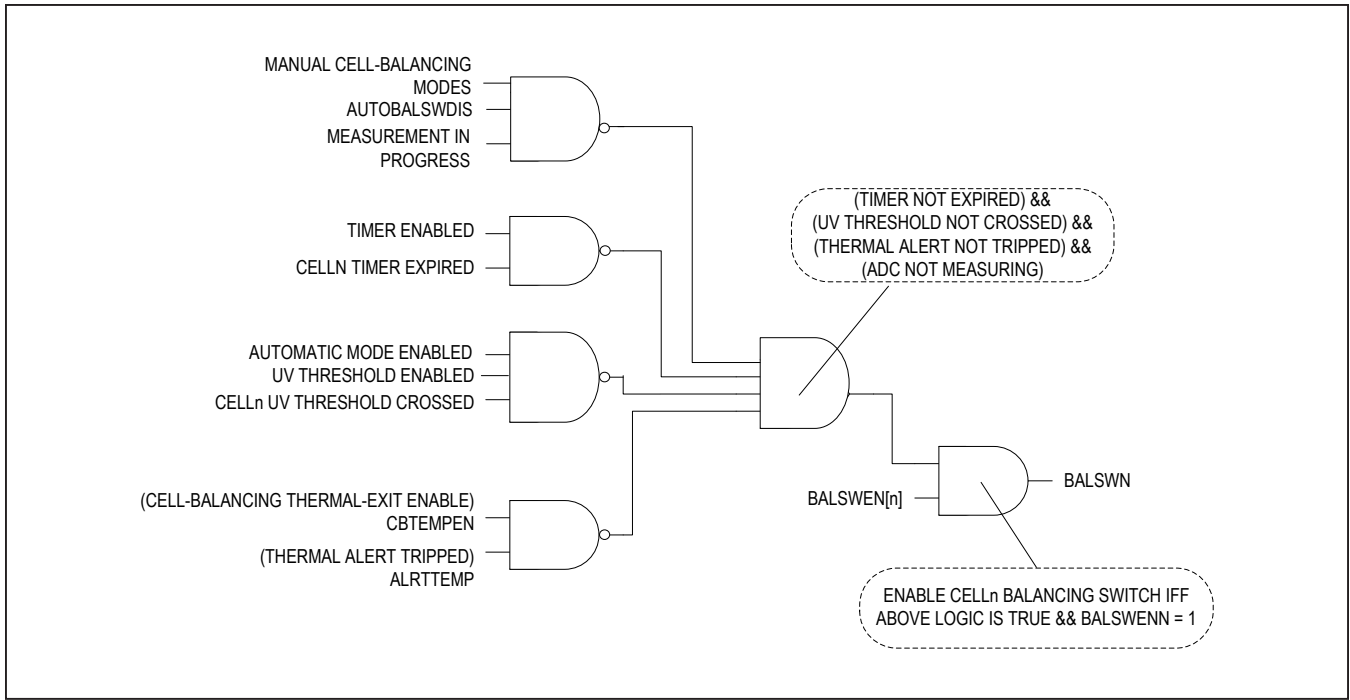 MANUAL CELL-BALANCING
MODES
AUTOBALSWDIS
MEASUREMENT IN
PROGRESS
(TIMER NOT EXPIRED) &&
(UV THRESHOLD NOT CROSSED) &&
(THERMAL ALERT NOT TRIPPED) &&
(ADC NOT MEASURING)
TIMER ENABLED
CELLN TIMER EXPIRED
AUTOMATIC MODE ENABLED
UV THRESHOLD ENABLED
CELLn UV THRESHOLD CROSSED
(CELL-BALANCING THERMAL-EXIT ENABLE)
CBTEMPEN
(THERMAL ALERT TRIPPED)
ALRTTEMP
BALSWEN[n]
BALSWN
ENABLE CELLn BALANCING SWITCH IFF
ABOVE LOGIC IS TRUE && BALSWENN = 1